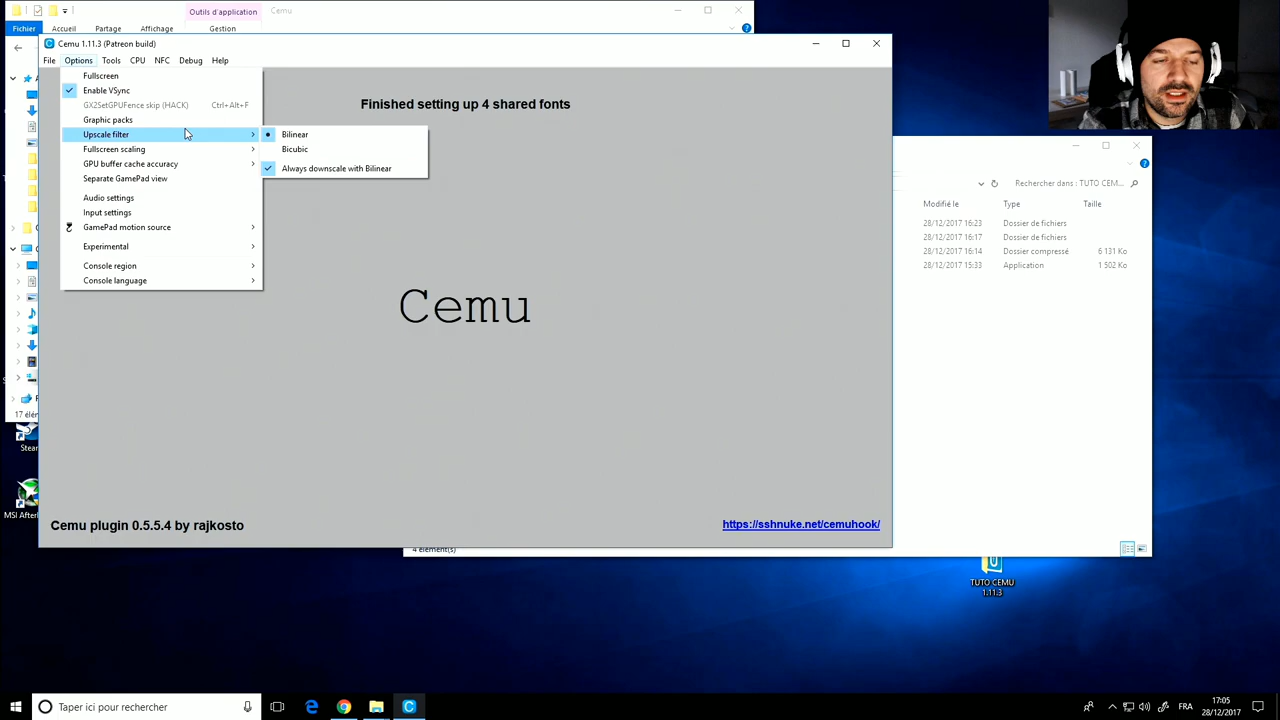 Outils d'application
Cemu
Fichier
Accueil
Partage
Affichage
Gestion
Cemu 1.11.3 (Patreon build)
File
Options
Tools
CPU
NFC
Debug
Help
Fullscreen
Enable VSync
GX2SetGPUFence skip (HACK)
Ctrl+Alt+F
Graphic packs
Upscale filter
Fullscreen scaling
GPU buffer cache accuracy
Separate GamePad view
Audio settings
Input settings
GamePad motion source
Experimental
Console region
Console language
Bilinear
Bicubic
Always downscale with Bilinear
Finished setting up 4 shared fonts
Cemu
Cemu plugin 0.5.5.4 by rajkosto
https://sshnuke.net/cemuhook/
Rechercher dans : TUTO CEM...
Modifié le
Type
Taille
28/12/2017 16:23
Dossier de fichiers
28/12/2017 16:17
Dossier de fichiers
28/12/2017 16:14
Dossier compressé
6 131 Ko
28/12/2017 15:33
Application
1 502 Ko
17 élém
4 élément(s)
Steam
MSI Afterl
TUTO CEMU
1.11.3
Taper ici pour rechercher
FRA
17:05
28/12/2017